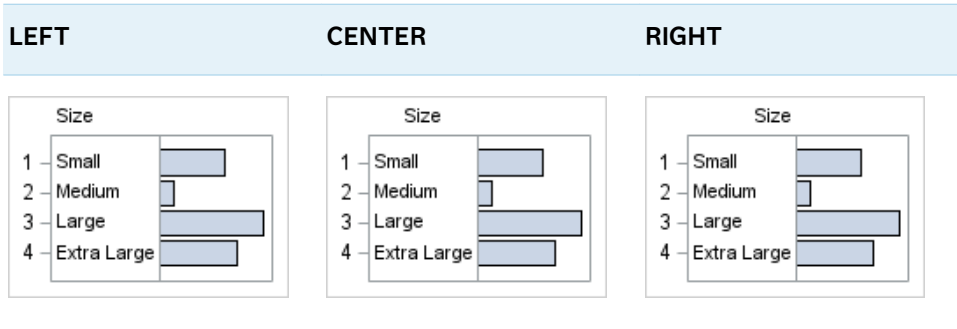 LEFT CENTER RIGHT
Size Size Size
1 Small 1 Small 1 Small
2 Medium 2 Medium 2 Medium
3 Large 3 Large 3 Large
4 Extra Large 4 Extra Large 4 Extra Large